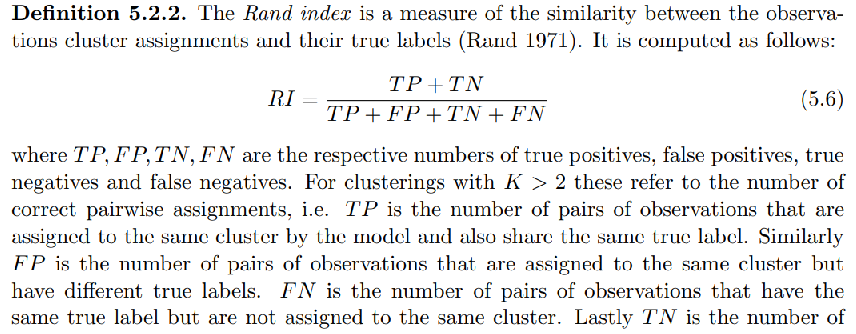 Definition 5.2.2. The Rand index is a measure of the similarity between the observa-
tions cluster assignments and their true labels (Rand 1971). It is computed as follows:
RI = \frac{TP + TN}{TP + FP + TN + FN} (5.6)
where TP, FP, TN, FN are the respective numbers of true positives, false positives, true
negatives and false negatives. For clusterings with K > 2 these refer to the number of
correct pairwise assignments, i.e. TP is the number of pairs of observations that are
assigned to the same cluster by the model and also share the same true label. Similarly
FP is the number of pairs of observations that are assigned to the same cluster but
have different true labels. FN is the number of pairs of observations that have the
same true label but are not assigned to the same cluster. Lastly TN is the number of